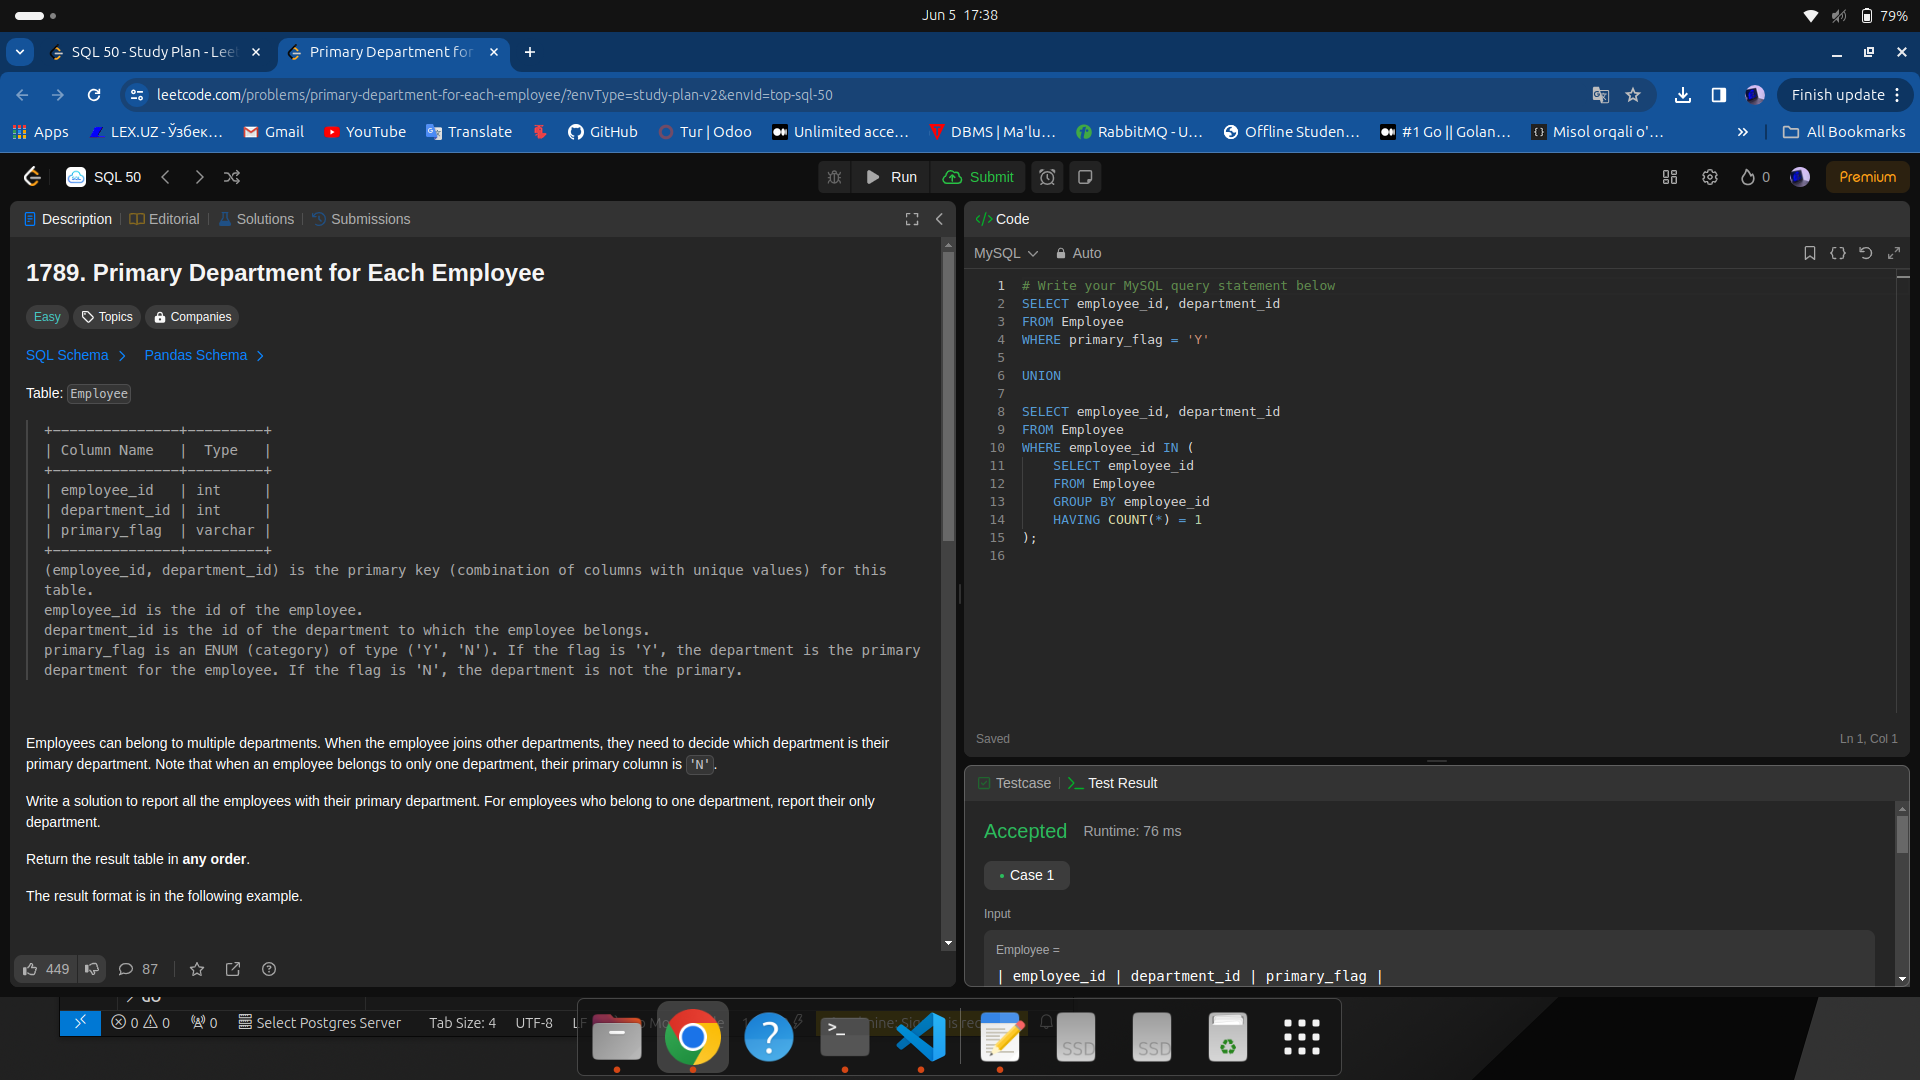 Jun 5 17:38
79%
SQL 50 - Study Plan - Leet
Primary Department for
leetcode.com/problems/primary-department-for-each-employee/?envType=study-plan-v2&envId=top-sql-50
Finish update
Apps
LEX.UZ - Ўзбек…
Gmail
YouTube
Translate
GitHub
Tur | Odoo
Unlimited acce…
DBMS | Ma'lu…
RabbitMQ - U…
Offline Studen…
#1 Go || Golan…
Misol orqali o'…
»
All Bookmarks
SQL 50
Run
Submit
0
Premium
Description
Editorial
Solutions
Submissions
</> Code
MySQL
Auto
1789. Primary Department for Each Employee
Easy
Topics
Companies
SQL Schema
Pandas Schema
Table: Employee
+---------------+---------+
| Column Name   |  Type   |
+---------------+---------+
| employee_id   | int     |
| department_id | int     |
| primary_flag  | varchar |
+---------------+---------+
(employee_id, department_id) is the primary key (combination of columns with unique values) for this
table.
employee_id is the id of the employee.
department_id is the id of the department to which the employee belongs.
primary_flag is an ENUM (category) of type ('Y', 'N'). If the flag is 'Y', the department is the primary
department for the employee. If the flag is 'N', the department is not the primary.
Employees can belong to multiple departments. When the employee joins other departments, they need to decide which department is their
primary department. Note that when an employee belongs to only one department, their primary column is 'N'.
Write a solution to report all the employees with their primary department. For employees who belong to one department, report their only
department.
Return the result table in any order.
The result format is in the following example.
449
87
1 # Write your MySQL query statement below
2 SELECT employee_id, department_id
3 FROM Employee
4 WHERE primary_flag = 'Y'
5
6 UNION
7
8 SELECT employee_id, department_id
9 FROM Employee
10 WHERE employee_id IN (
11     SELECT employee_id
12     FROM Employee
13     GROUP BY employee_id
14     HAVING COUNT(*) = 1
15 );
16
Saved
Ln 1, Col 1
Testcase
Test Result
Accepted
Runtime: 76 ms
Case 1
Input
Employee =
| employee_id | department_id | primary_flag |
GO
0
0
0
Select Postgres Server
Tab Size: 4
UTF-8
SSD
SSD